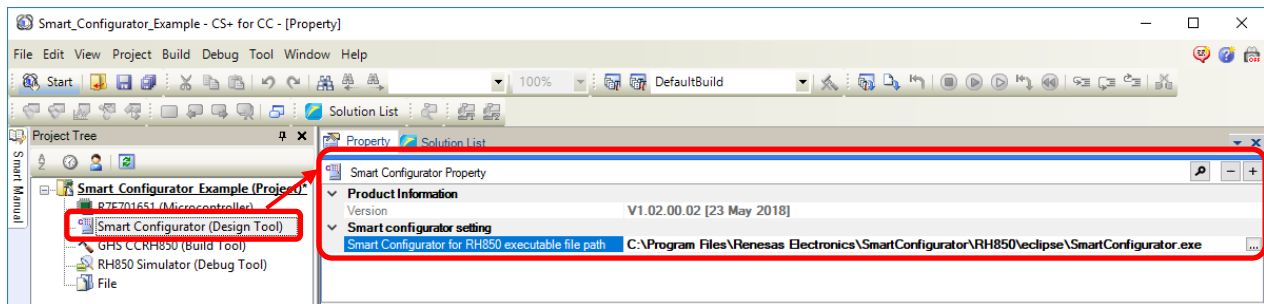 Smart_Configurator_Example - CS+ for CC - [Property]
File Edit View Project Build Debug Tool Window Help
Start 100% DefaultBuild
Solution List
Project Tree
Property Solution List
Smart Manual
Smart Configurator Property
Smart_Configurator_Example (Project)*
Product Information
R7F701651 (Microcontroller)
Version V1.02.00.02 [23 May 2018]
Smart Configurator (Design Tool)
Smart configurator setting
GHS CCRH850 (Build Tool)
Smart Configurator for RH850 executable file path C:\Program Files\Renesas Electronics\SmartConfigurator\RH850\eclipse\SmartConfigurator.exe ...
RH850 Simulator (Debug Tool)
File